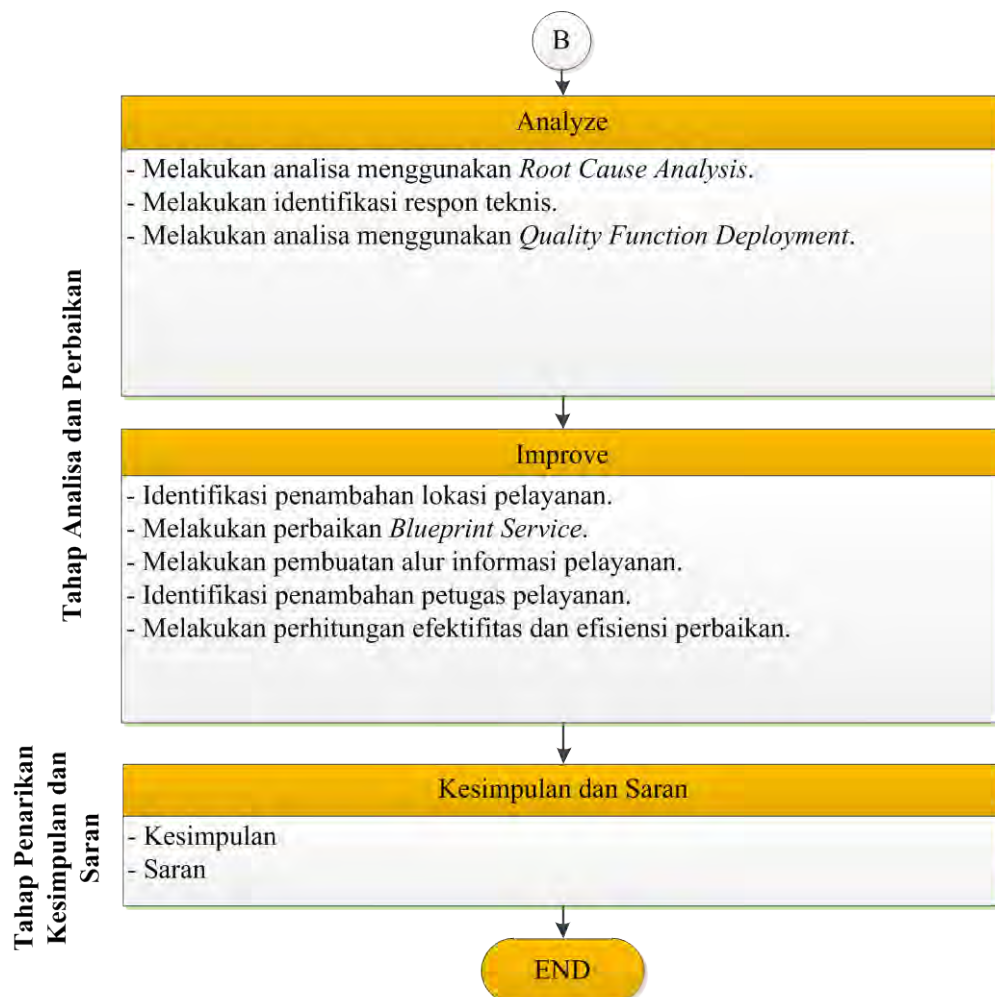 B
Analyze
- Melakukan analisa menggunakan Root Cause Analysis.
- Melakukan identifikasi respon teknis.
- Melakukan analisa menggunakan Quality Function Deployment.
Tahap Analisa dan Perbaikan
Improve
- Identifikasi penambahan lokasi pelayanan.
- Melakukan perbaikan Blueprint Service.
- Melakukan pembuatan alur informasi pelayanan.
- Identifikasi penambahan petugas pelayanan.
- Melakukan perhitungan efektifitas dan efisiensi perbaikan.
Tahap Penarikan
Kesimpulan dan
Saran
Kesimpulan dan Saran
- Kesimpulan
- Saran
END